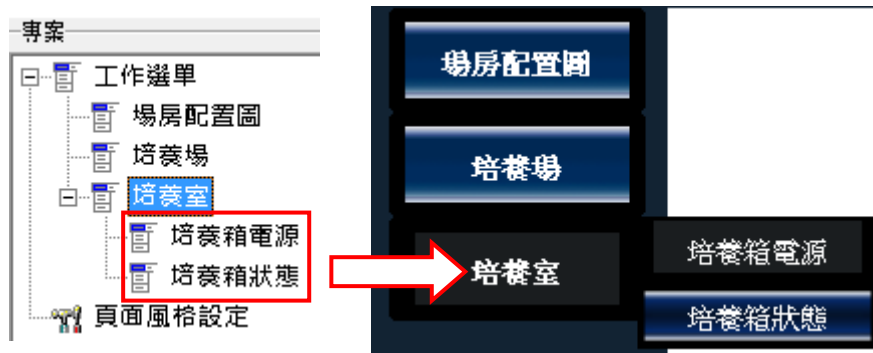 專案
工作選單
場房配置圖
培養場
培養室
培養箱電源
培養箱狀態
頁面風格設定
場房配置圖
培養場
培養室
培養箱電源
培養箱狀態